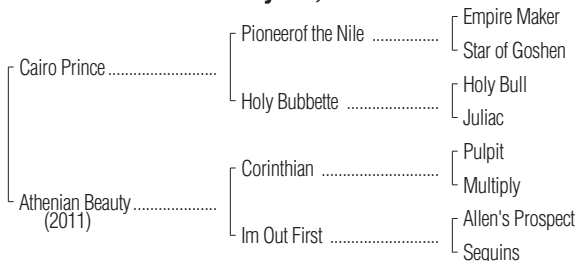 Empire Maker
Pioneerof the Nile ................
Star of Goshen
Cairo Prince ..........................
Holy Bull
Holy Bubbette ......................
Juliac
Pulpit
Corinthian ............................
Multiply
Athenian Beauty ....................
(2011)
Allen's Prospect
Im Out First ..........................
Sequins